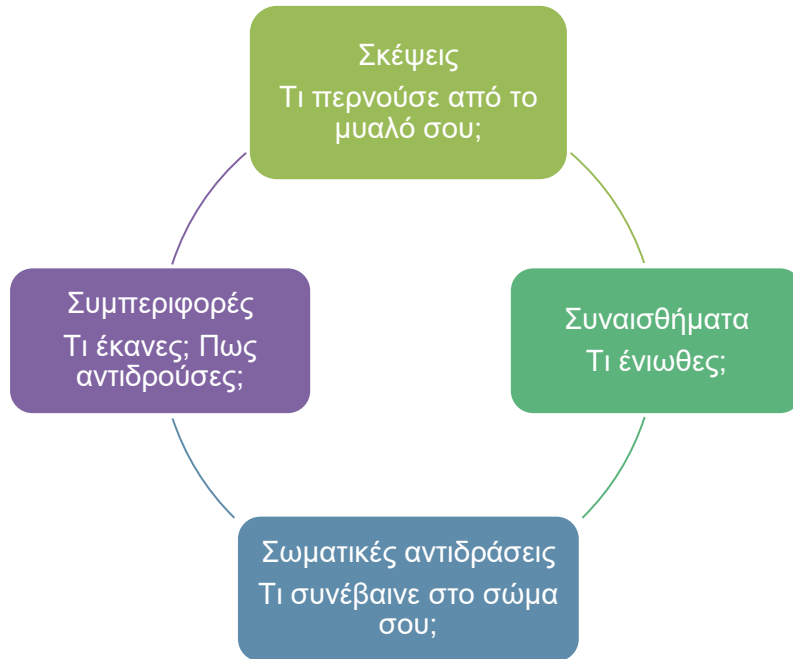 Σκέψεις
Τι περνούσε από το
μυαλό σου;
Συναισθήματα
Τι ένιωθες;
Σωματικές αντιδράσεις
Τι συνέβαινε στο σώμα
σου;
Συμπεριφορές
Τι έκανες; Πως
αντιδρούσες;